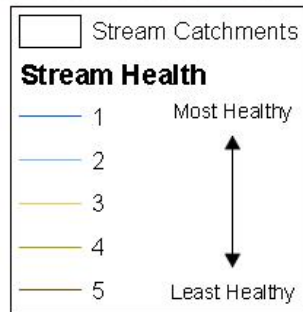 Stream Catchments
Stream Health
1 Most Healthy
2
3
4
5 Least Healthy